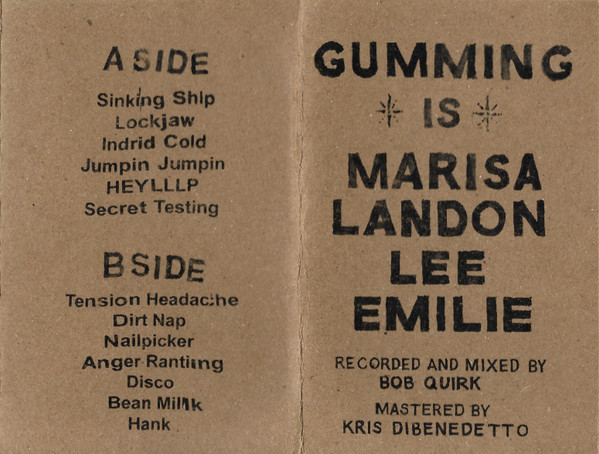 A SIDE
Sinking Ship
Lockjaw
Indrid Cold
Jumpin Jumpin
HEYLLLP
Secret Testing
B SIDE
Tension Headache
Dirt Nap
Nailpicker
Anger Ranting
Disco
Bean Milk
Hank
GUMMING
IS
MARISA
LANDON
LEE
EMILIE
RECORDED AND MIXED BY
BOB QUIRK
MASTERED BY
KRIS DIBENEDETTO